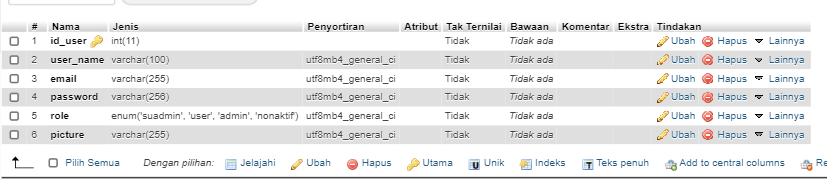 # Nama Jenis Penyortiran Atribut Tak Ternilai Bawaan Komentar Ekstra Tindakan
1 id_user int(11) Tidak Tidak ada Ubah Hapus Lainnya
2 user_name varchar(100) utf8mb4_general_ci Tidak Tidak ada Ubah Hapus Lainnya
3 email varchar(255) utf8mb4_general_ci Tidak Tidak ada Ubah Hapus Lainnya
4 password varchar(256) utf8mb4_general_ci Tidak Tidak ada Ubah Hapus Lainnya
5 role enum('suadmin', 'user', 'admin', 'nonaktif') utf8mb4_general_ci Tidak Tidak ada Ubah Hapus Lainnya
6 picture varchar(255) utf8mb4_general_ci Tidak Tidak ada Ubah Hapus Lainnya
Pilih Semua Dengan pilihan: Jelajahi Ubah Hapus Utama Unik Indeks Teks penuh Add to central columns Re